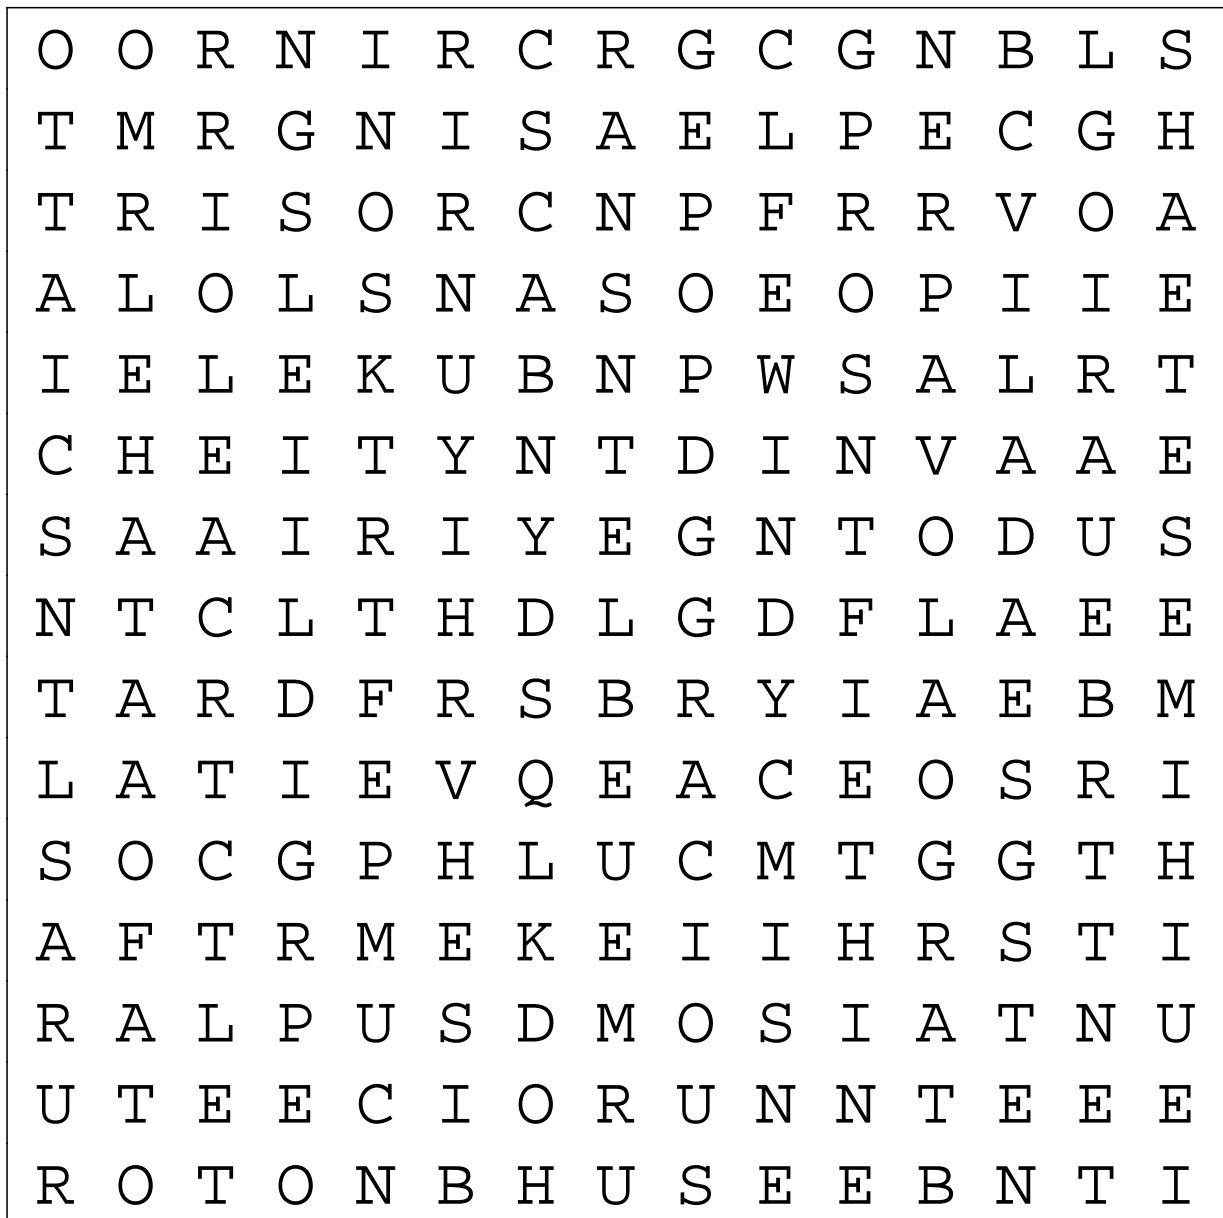 O O R N I R C R G C G N B L S
T M R G N I S A E L P E C G H
T R I S O R C N P F R R V O A
A L O L S N A S O E O P I I E
I E L E K U B N P W S A L R T
C H E I T Y N T D I N V A A E
S A A I R I Y E G N T O D U S
N T C L T H D L G D F L A E E
T A R D F R S B R Y I A E B M
L A T I E V Q E A C E O S R I
S O C G P H L U C M T G G T H
A F T R M E K E I I H R S T I
R A L P U S D M O S I A T N U
U T E E C I O R U N N T E E E
R O T O N B H U S E E B N T I